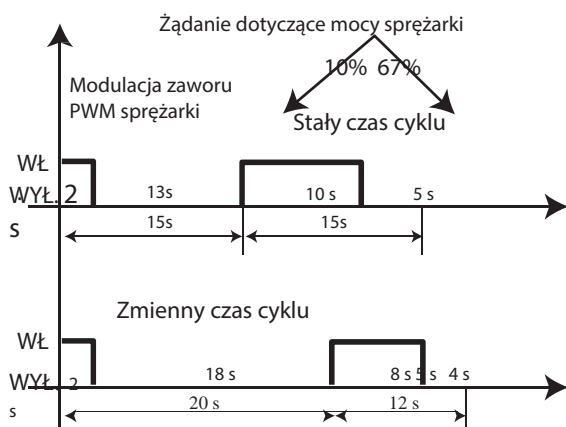 Żądanie dotyczące mocy sprężarki
10% 67%
Modulacja zaworu
PWM sprężarki
Stały czas cyklu
WŁ
WYŁ. 2
s
13s 10 s 5 s
15s 15s
Zmienny czas cyklu
WŁ
WYŁ. 2
s
18 s 8 s 4 s
20 s 12 s